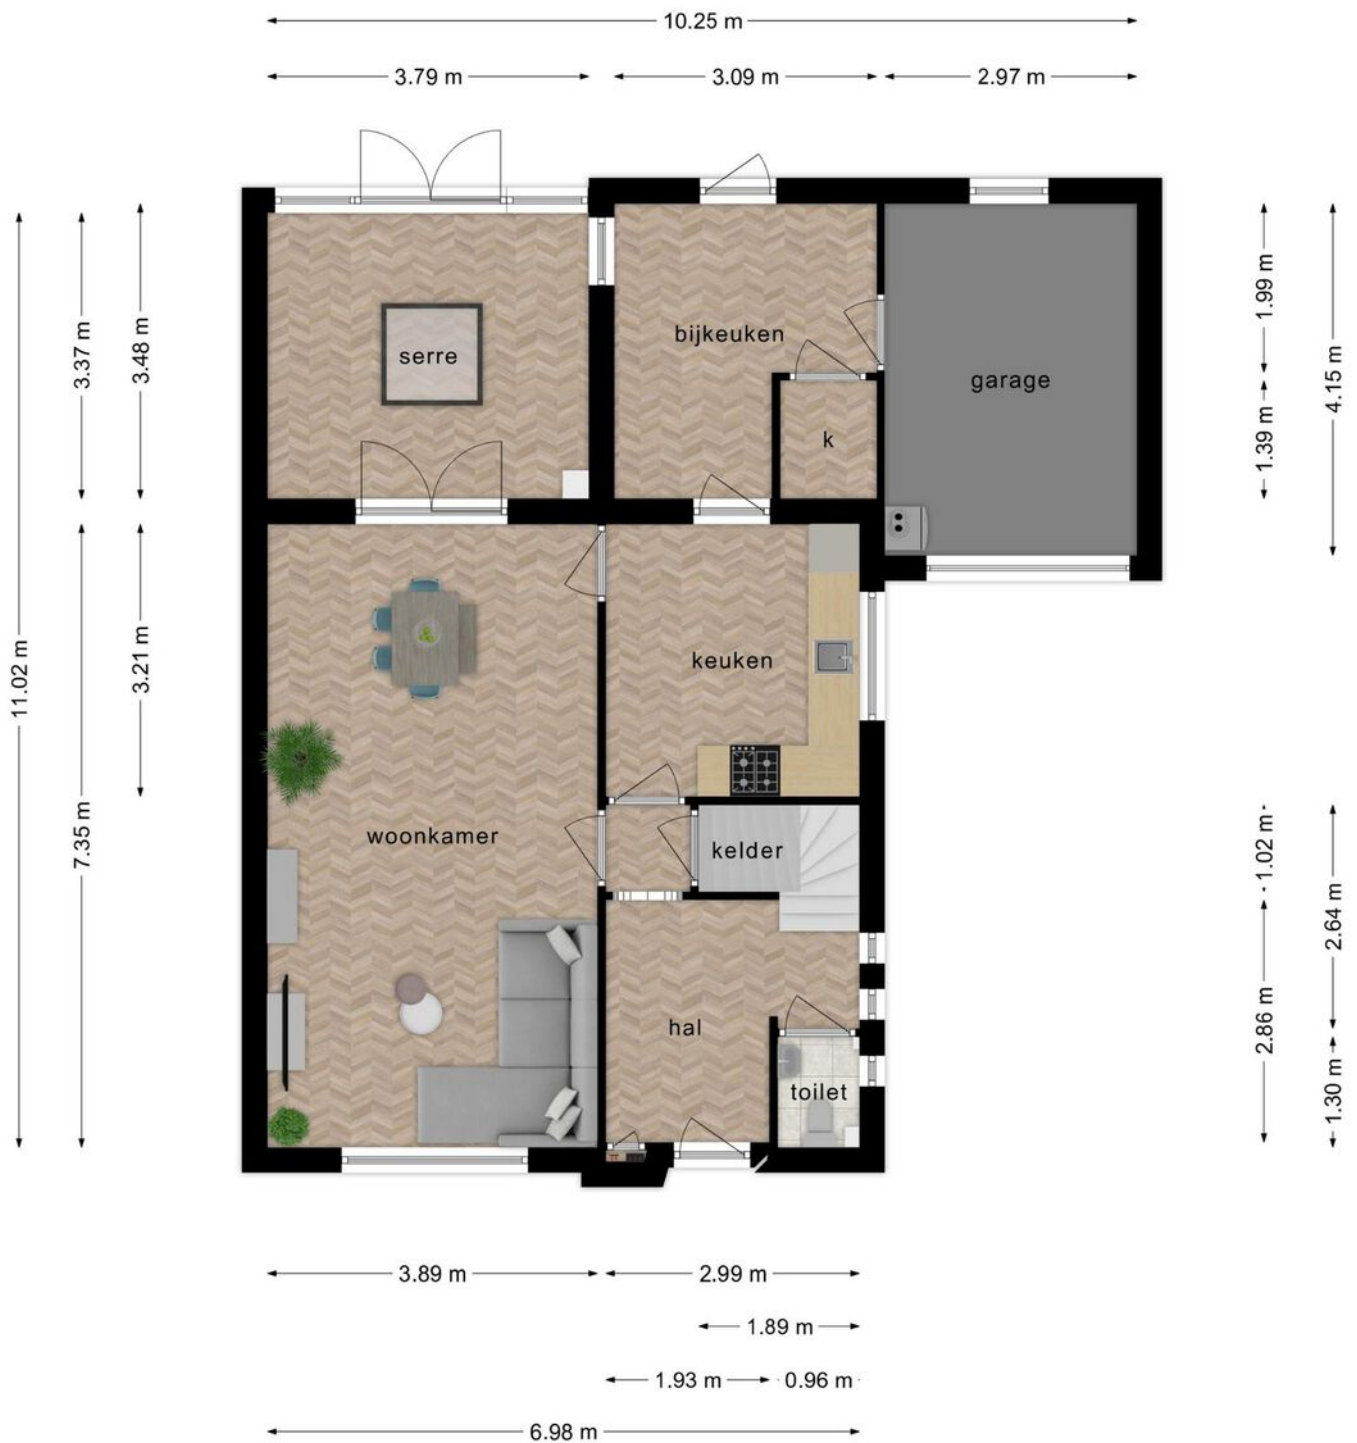 10.25 m
3.79 m
3.09 m
2.97 m
11.02 m
3.37 m
3.48 m
7.35 m
3.21 m
serre
bijkeuken
k
garage
1.99 m
1.39 m
4.15 m
keuken
woonkamer
kelder
hal
toilet
1.02 m
2.64 m
2.86 m
1.30 m
3.89 m
2.99 m
1.89 m
1.93 m
0.96 m
6.98 m